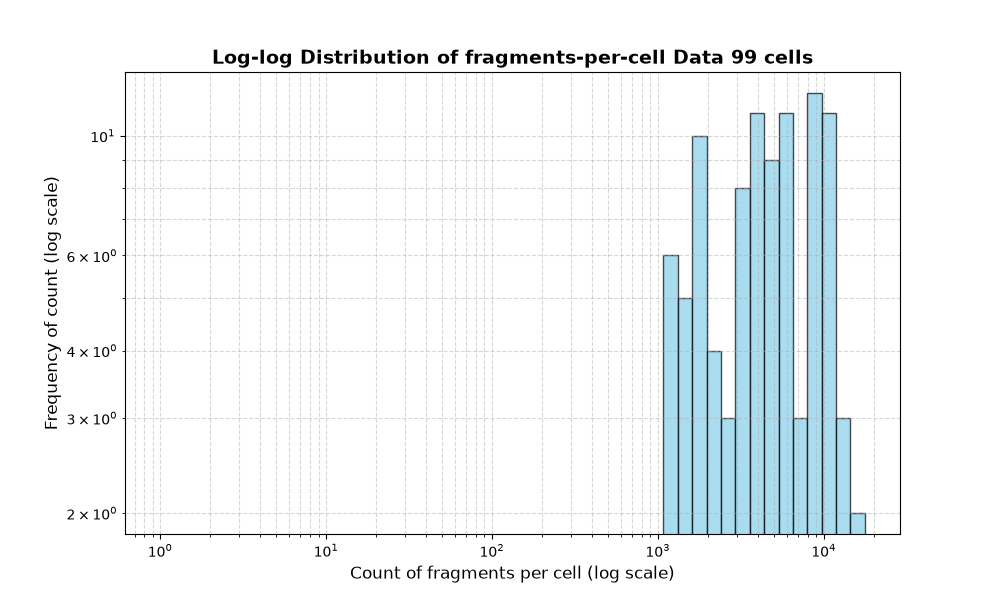 Log-log Distribution of fragments-per-cell Data 99 cells
Frequency of count (log scale)
10¹
6 × 10⁰
4 × 10⁰
3 × 10⁰
2 × 10⁰
10⁰ 10¹ 10² 10³ 10⁴
Count of fragments per cell (log scale)